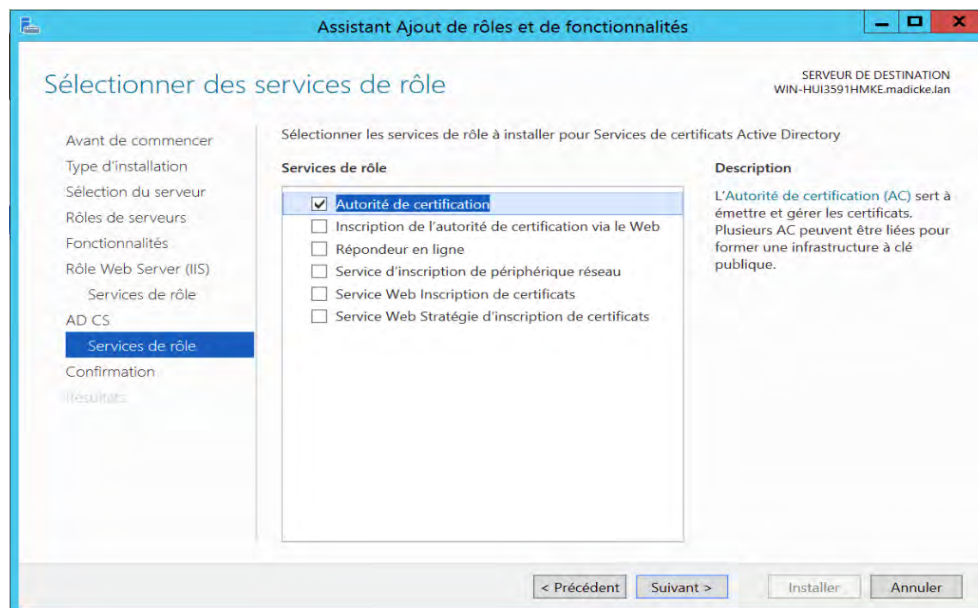 Assistant Ajout de rôles et de fonctionnalités
Sélectionner des services de rôle
SERVEUR DE DESTINATION
WIN-HUI3591HMKE.madicke.lan
Avant de commencer
Type d'installation
Sélection du serveur
Rôles de serveurs
Fonctionnalités
Rôle Web Server (IIS)
Services de rôle
AD CS
Services de rôle
Confirmation
Résultats
Sélectionner les services de rôle à installer pour Services de certificats Active Directory
Services de rôle
Autorité de certification
Inscription de l'autorité de certification via le Web
Répondeur en ligne
Service d'inscription de périphérique réseau
Service Web Inscription de certificats
Service Web Stratégie d'inscription de certificats
Description
L'Autorité de certification (AC) sert à
émettre et gérer les certificats.
Plusieurs AC peuvent être liées pour
former une infrastructure à clé
publique.
< Précédent
Suivant >
Installer
Annuler